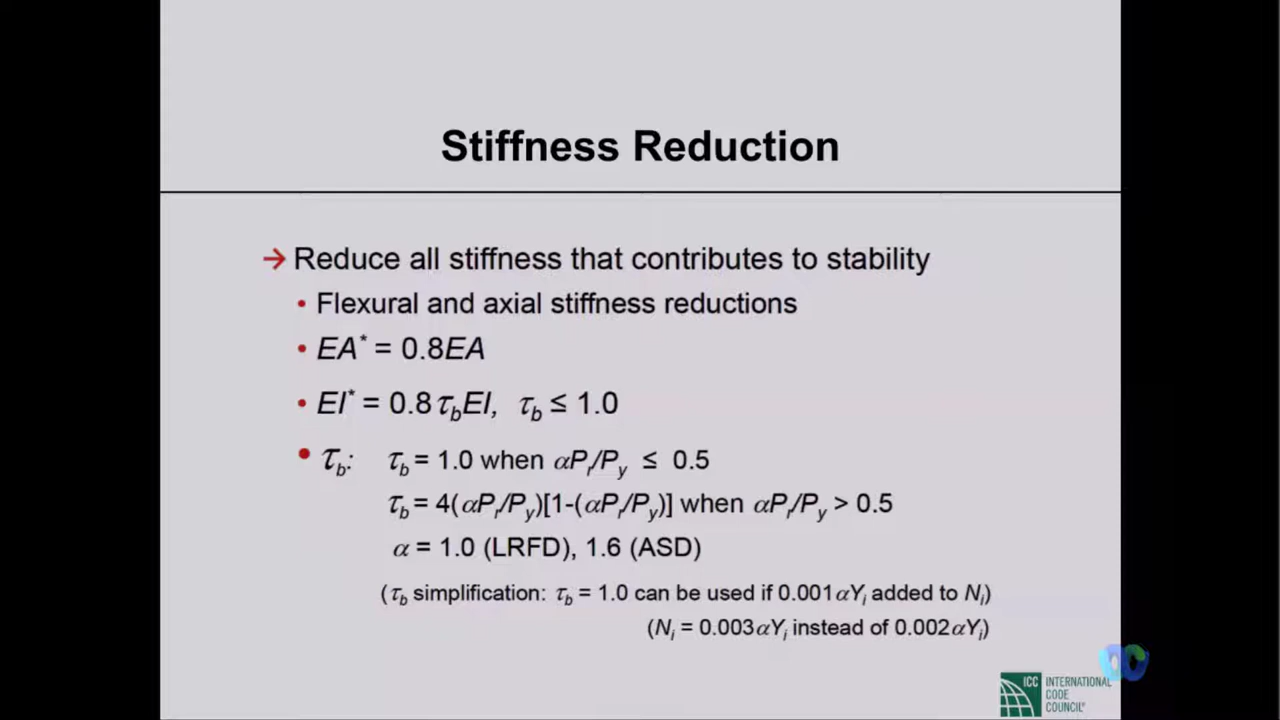 Stiffness Reduction
→ Reduce all stiffness that contributes to stability
• Flexural and axial stiffness reductions
• EA* = 0.8EA
• EI* = 0.8τbEI, τb ≤ 1.0
• τb: τb = 1.0 when αPr/Py ≤ 0.5
τb = 4(αPr/Py)[1-(αPr/Py)] when αPr/Py > 0.5
α = 1.0 (LRFD), 1.6 (ASD)
(τb simplification: τb = 1.0 can be used if 0.001αYi added to Ni)
(Ni = 0.003αYi instead of 0.002αYi)
ICC INTERNATIONAL
CODE
COUNCIL®